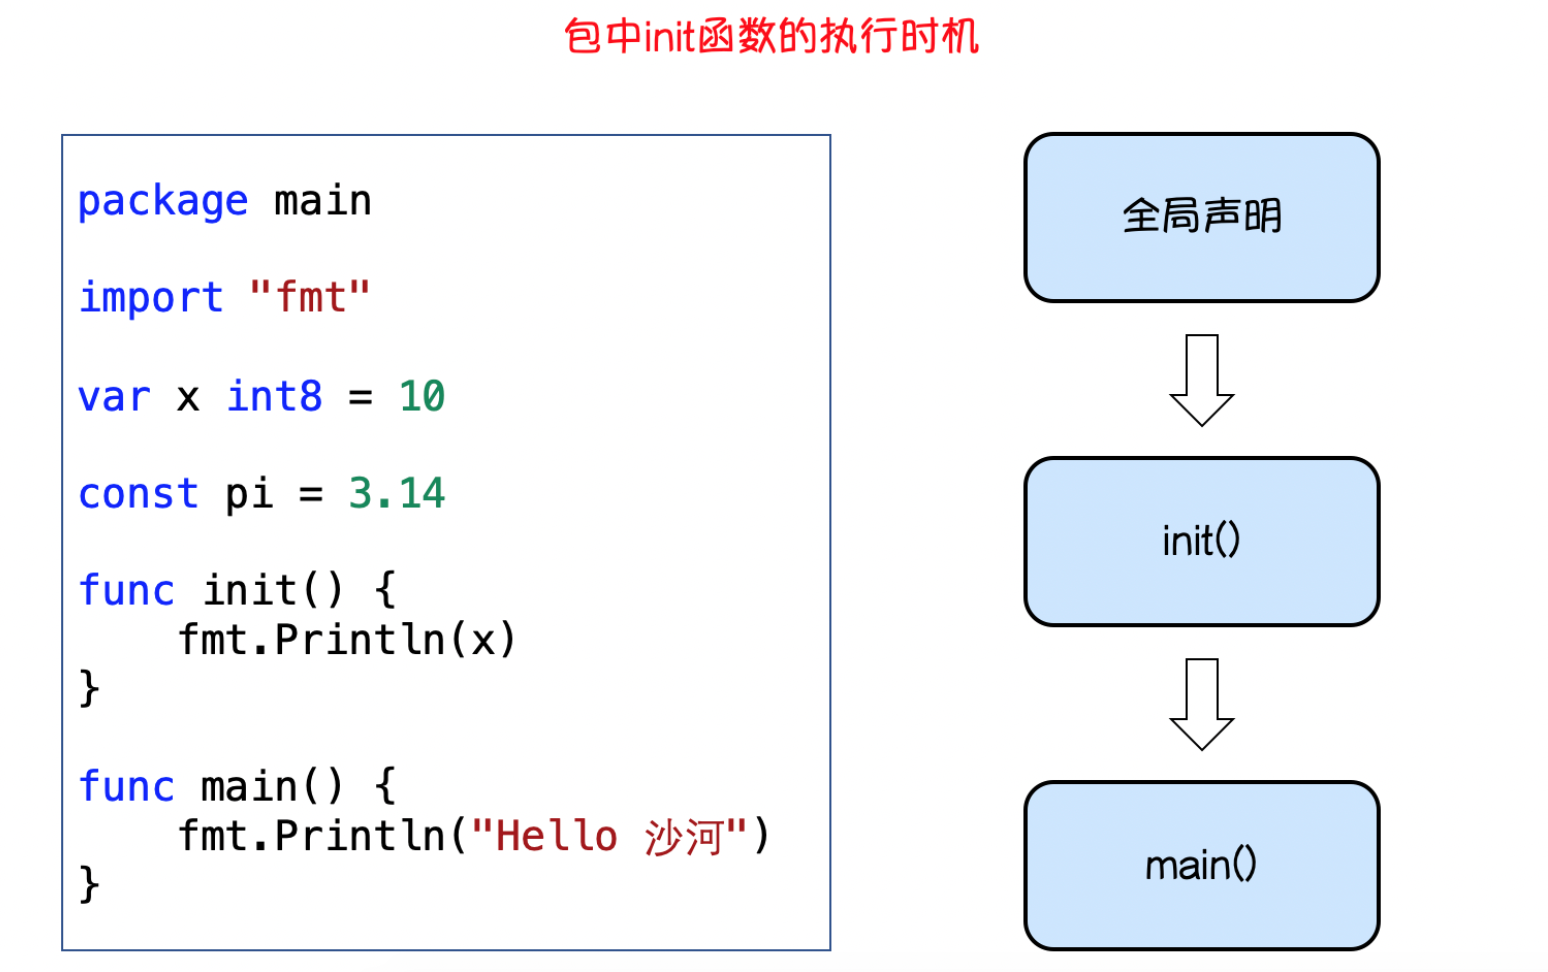 包中init函数的执行时机
package main
import "fmt"
var x int8 = 10
const pi = 3.14
func init() {
    fmt.Println(x)
}
func main() {
    fmt.Println("Hello 沙河")
}
全局声明
init()
main()